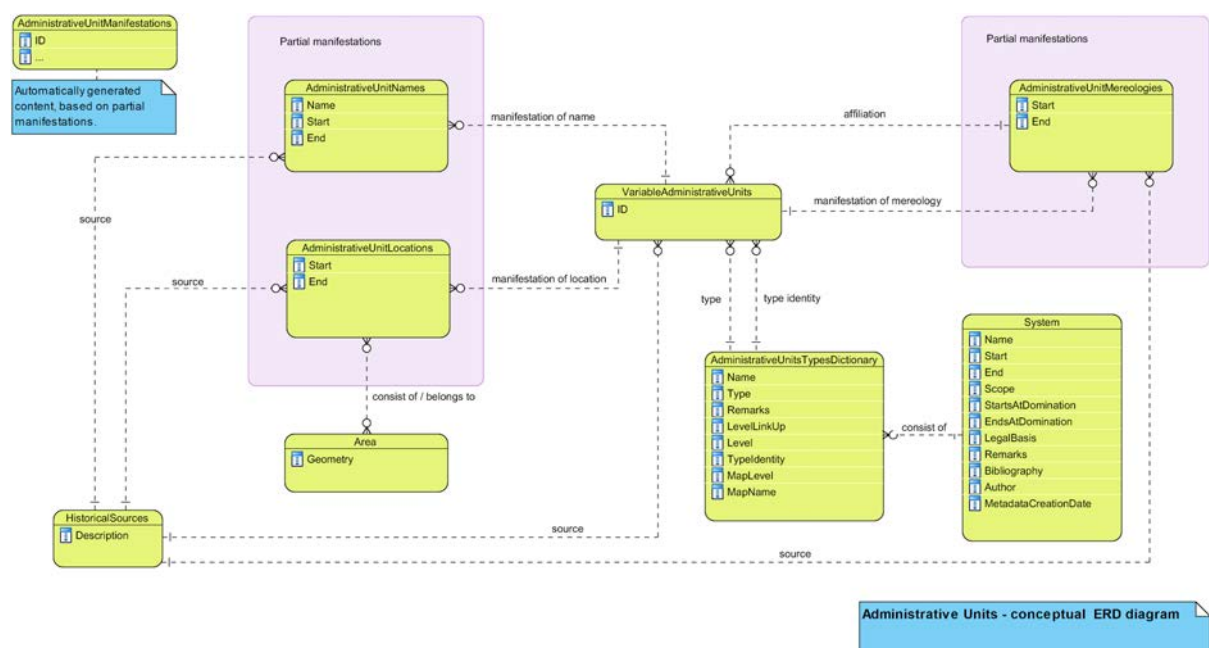 AdministrativeUnitManifestations
ID
...
Automatically generated
content, based on partial
manifestations.
Partial manifestations
AdministrativeUnitNames
Name
Start
End
manifestation of name
source
AdministrativeUnitLocations
Start
End
source
manifestation of location
consist of / belongs to
Area
Geometry
HistoricalSources
Description
VariableAdministrativeUnits
ID
affiliation
manifestation of mereology
Partial manifestations
AdministrativeUnitMereologies
Start
End
type
type identity
AdministrativeUnitsTypesDictionary
Name
Type
Remarks
LevelLinkUp
Level
TypeIdentity
MapLevel
MapName
consist of
System
Name
Start
End
Scope
StartsAtDomination
EndsAtDomination
LegalBasis
Remarks
Bibliography
Author
MetadataCreationDate
source
source
Administrative Units - conceptual ERD diagram